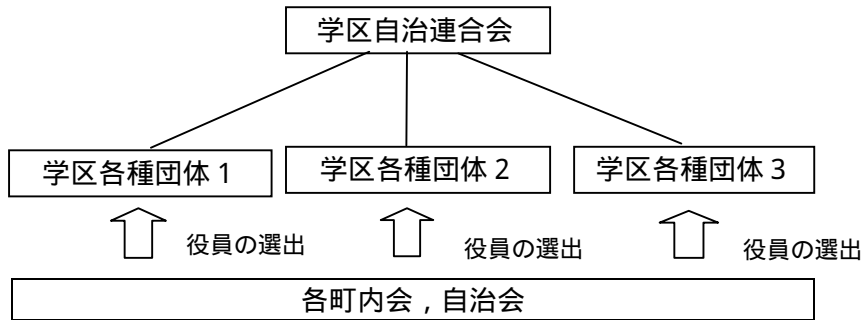 学区自治連合会
学区各種団体1
学区各種団体2
学区各種団体3
役員の選出
役員の選出
役員の選出
各町内会,自治会